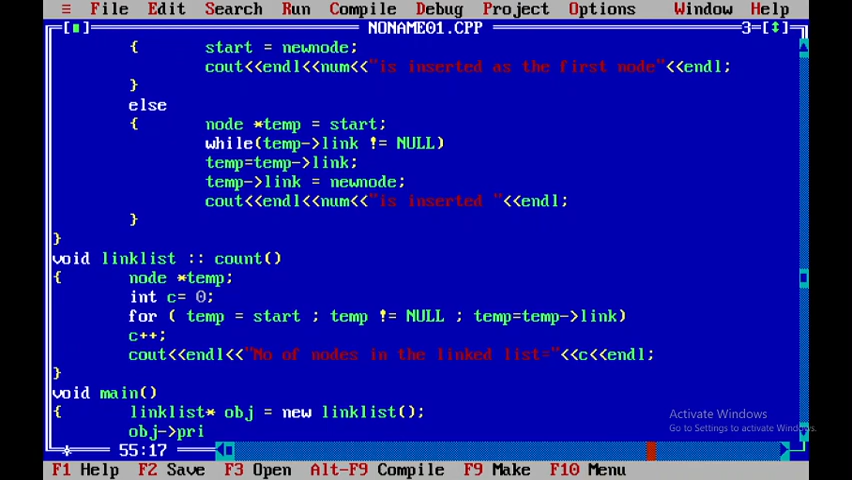 ≡ File Edit Search Run Compile Debug Project Options Window Help
[■] NONAME01.CPP 3=[↕]
{ start = newnode;
cout<<endl<<num<<"is inserted as the first node"<<endl;
}
else
{ node *temp = start;
while(temp->link != NULL)
temp=temp->link;
temp->link = newnode;
cout<<endl<<num<<"is inserted "<<endl;
}
}
void linklist :: count()
{ node *temp;
int c= 0;
for ( temp = start ; temp != NULL ; temp=temp->link)
c++;
cout<<endl<<"No of nodes in the linked list="<<c<<endl;
}
void main()
{ linklist* obj = new linklist();
obj->pri
Activate Windows
Go to Settings to activate Windows.
55:17
F1 Help F2 Save F3 Open Alt-F9 Compile F9 Make F10 Menu